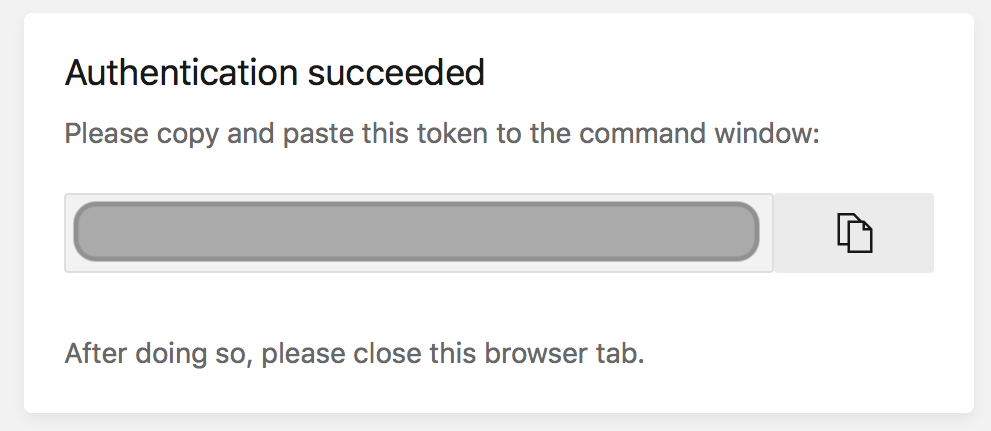 Authentication succeeded
Please copy and paste this token to the command window:
After doing so, please close this browser tab.